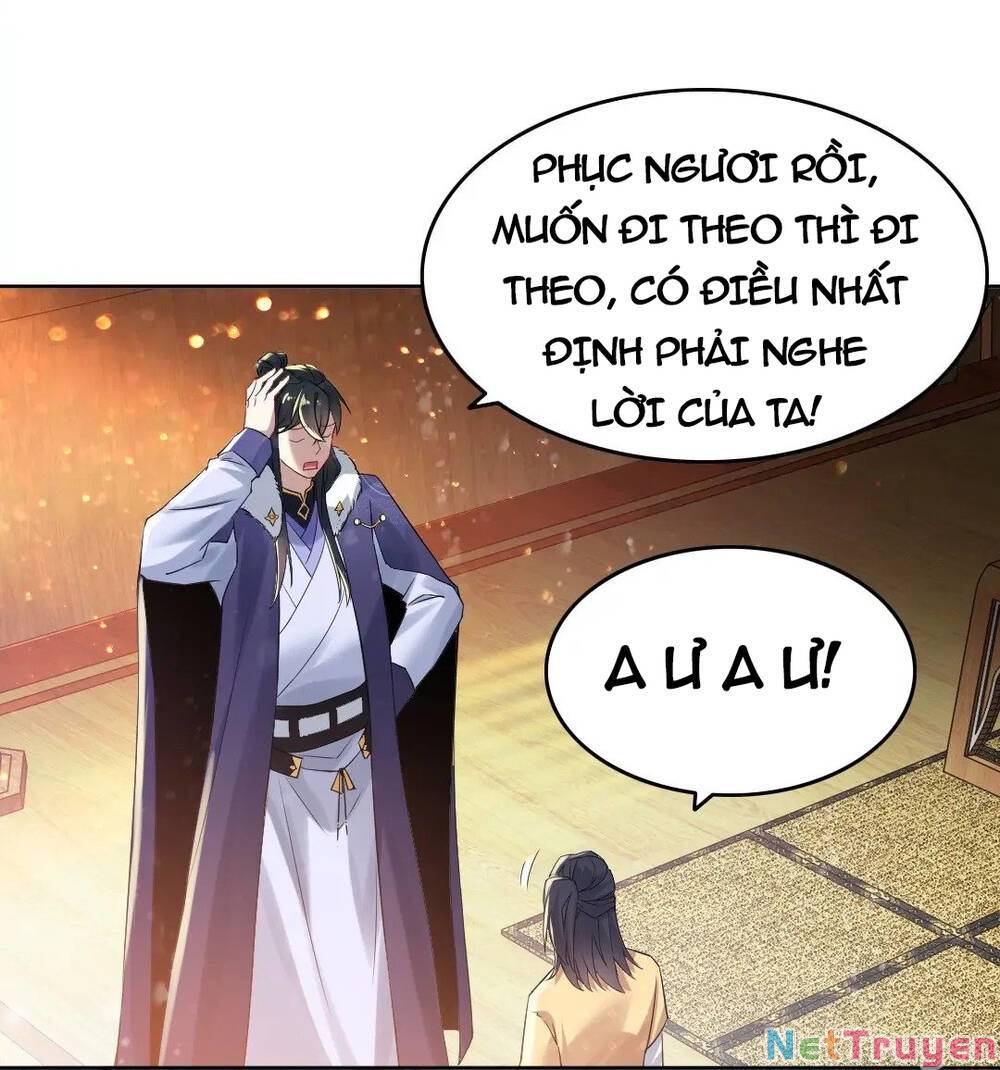 PHỤC NGƯƠI RỒI,
MUỐN ĐI THEO THÌ ĐI
THEO, CÓ ĐIỀU NHẤT
ĐỊNH PHẢI NGHE
LỜI CỦA TA!
A Ư A Ư!
NETTRUYEN